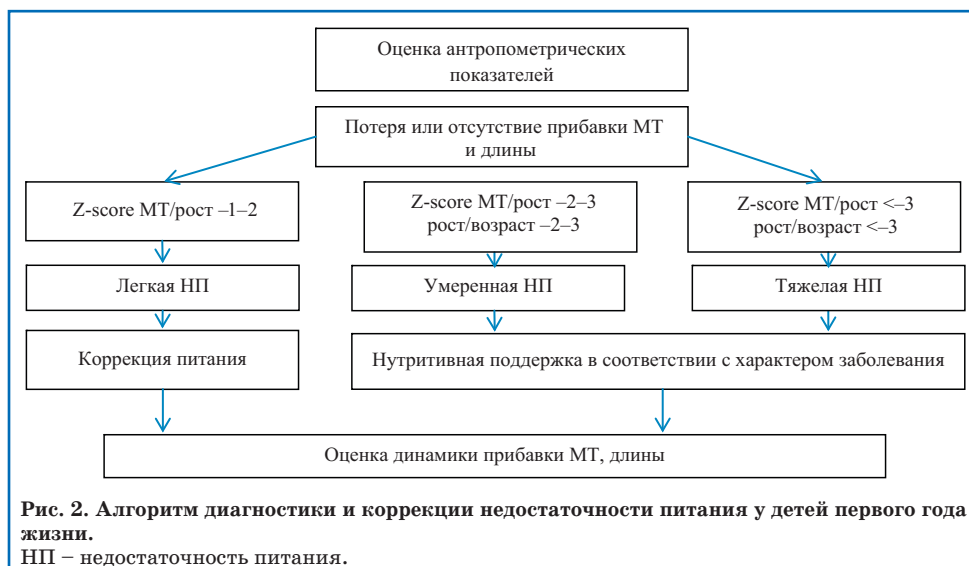 Оценка антропометрических
показателей
Потеря или отсутствие прибавки МТ
и длины
Z-score МТ/рост –1–2
Z-score МТ/рост –2–3
рост/возраст –2–3
Z-score МТ/рост <–3
рост/возраст <–3
Легкая НП
Умеренная НП
Тяжелая НП
Коррекция питания
Нутритивная поддержка в соответствии с характером заболевания
Оценка динамики прибавки МТ, длины
Рис. 2. Алгоритм диагностики и коррекции недостаточности питания у детей первого года
жизни.
НП – недостаточность питания.